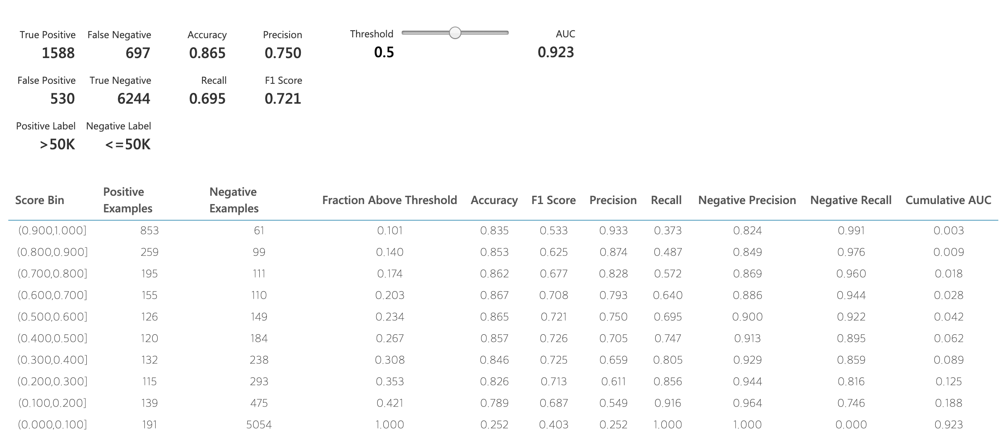 True Positive False Negative Accuracy Precision Threshold AUC
1588 697 0.865 0.750 0.5 0.923
False Positive True Negative Recall F1 Score
530 6244 0.695 0.721
Positive Label Negative Label
>50K <=50K
Score Bin Positive Examples Negative Examples Fraction Above Threshold Accuracy F1 Score Precision Recall Negative Precision Negative Recall Cumulative AUC
(0.900,1.000] 853 61 0.101 0.835 0.533 0.933 0.373 0.824 0.991 0.003
(0.800,0.900] 259 99 0.140 0.853 0.625 0.874 0.487 0.849 0.976 0.009
(0.700,0.800] 195 111 0.174 0.862 0.677 0.828 0.572 0.869 0.960 0.018
(0.600,0.700] 155 110 0.203 0.867 0.708 0.793 0.640 0.886 0.944 0.028
(0.500,0.600] 126 149 0.234 0.865 0.721 0.750 0.695 0.900 0.922 0.042
(0.400,0.500] 120 184 0.267 0.857 0.726 0.705 0.747 0.913 0.895 0.062
(0.300,0.400] 132 238 0.308 0.846 0.725 0.659 0.805 0.929 0.859 0.089
(0.200,0.300] 115 293 0.353 0.826 0.713 0.611 0.856 0.944 0.816 0.125
(0.100,0.200] 139 475 0.421 0.789 0.687 0.549 0.916 0.964 0.746 0.188
(0.000,0.100] 191 5054 1.000 0.252 0.403 0.252 1.000 1.000 0.000 0.923